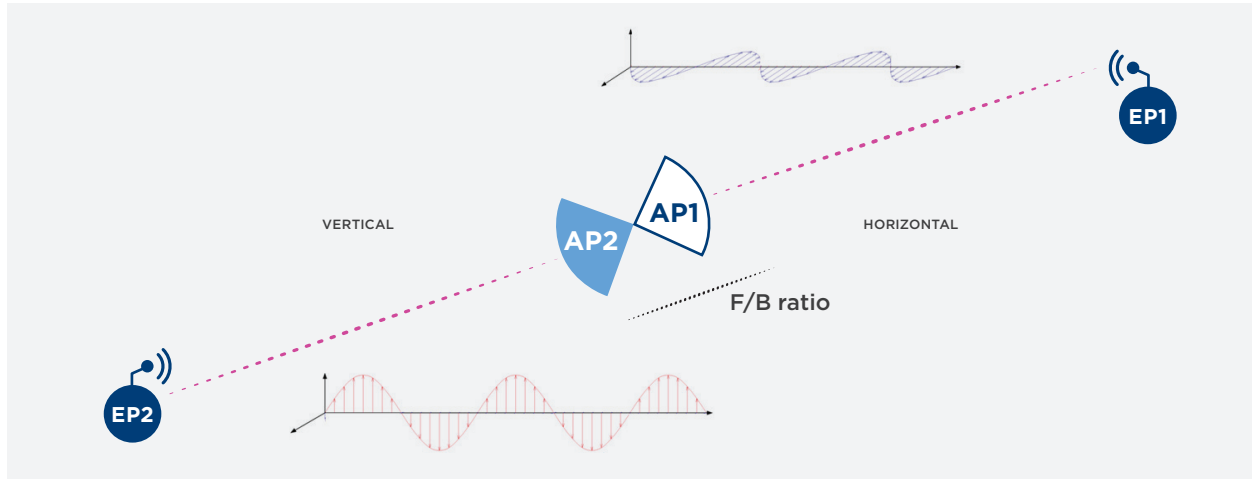 EP1
AP1
VERTICAL
HORIZONTAL
AP2
F/B ratio
EP2